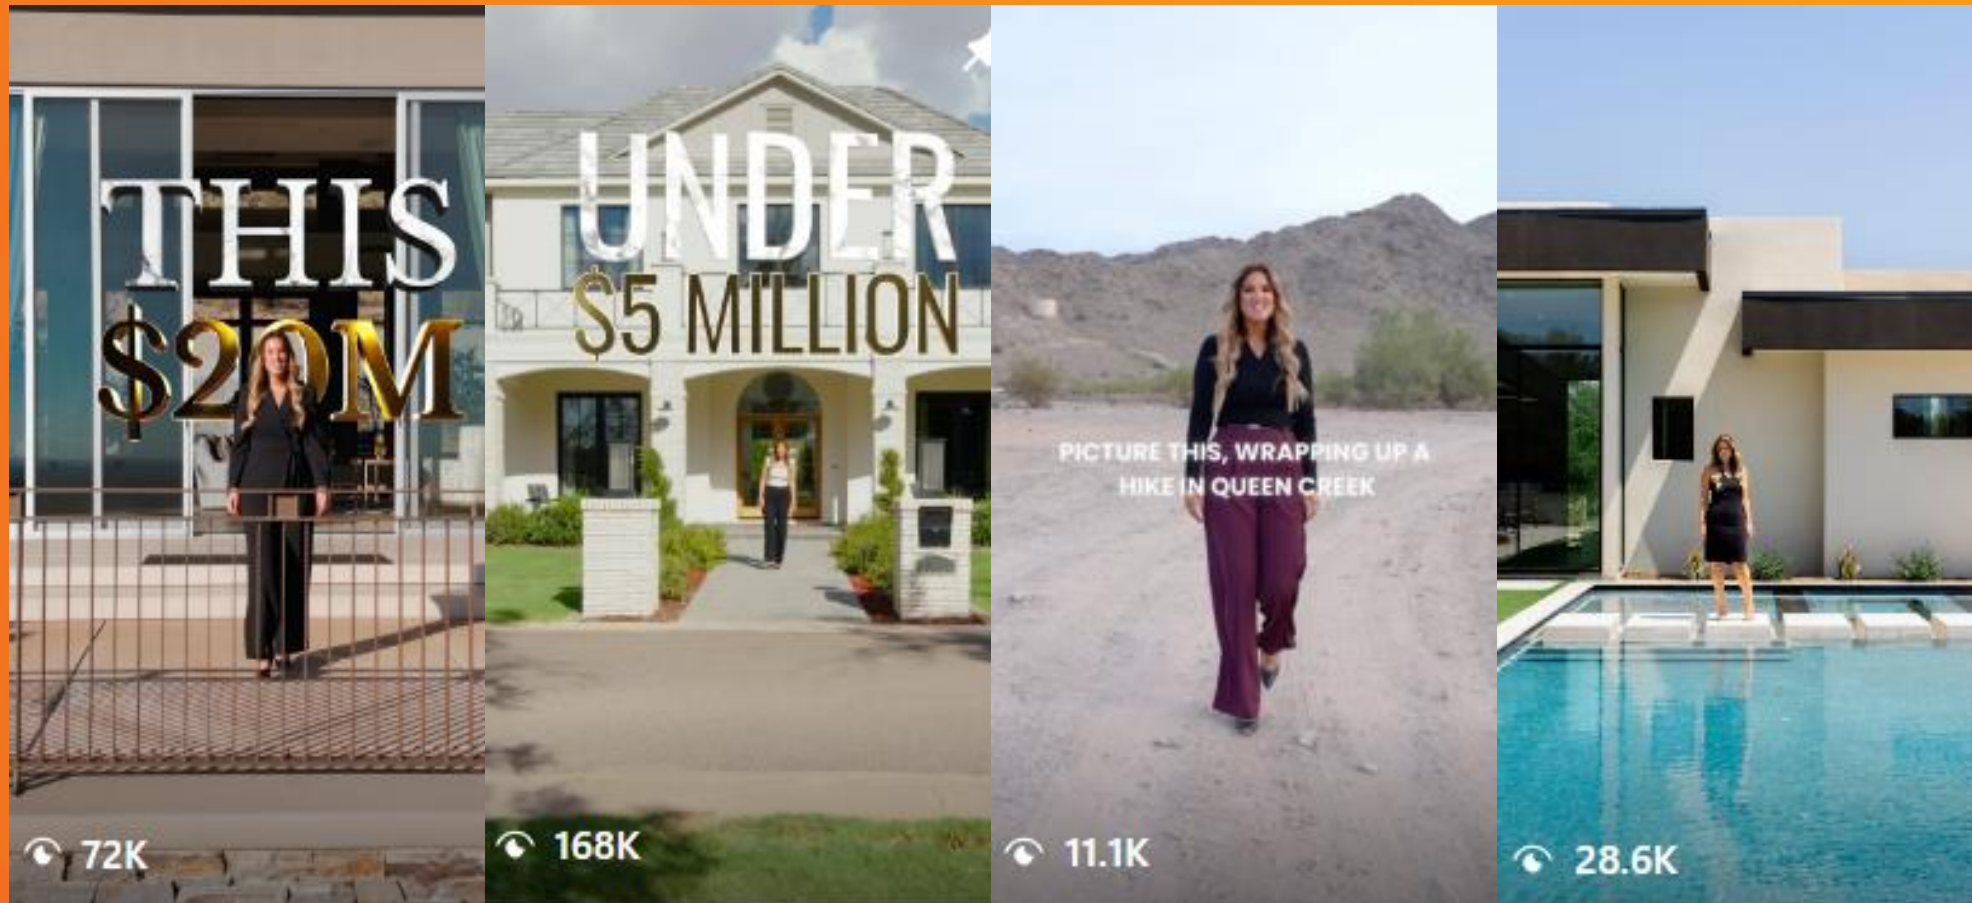 THIS
$20M
72K
UNDER
$5 MILLION
168K
PICTURE THIS, WRAPPING UP A
HIKE IN QUEEN CREEK
11.1K
28.6K